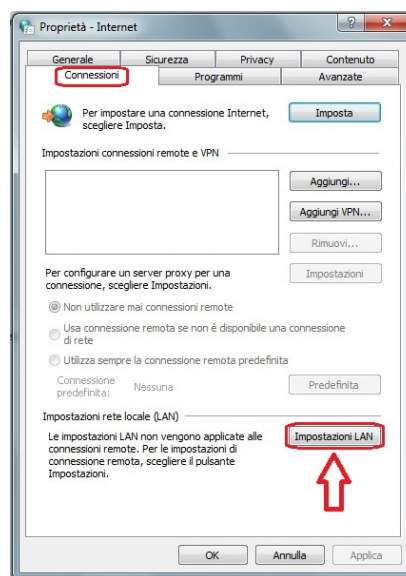 Proprietà - Internet
Generale
Sicurezza
Privacy
Contenuto
Connessioni
Programmi
Avanzate
Per impostare una connessione Internet,
scegliere Imposta.
Imposta
Impostazioni connessioni remote e VPN
Aggiungi...
Aggiungi VPN...
Rimuovi...
Per configurare un server proxy per una
connessione, scegliere Impostazioni.
Impostazioni
Non utilizzare mai connessioni remote
Usa connessione remota se non è disponibile una connessione
di rete
Utilizza sempre la connessione remota predefinita
Connessione
predefinita:
Nessuna
Predefinita
Impostazioni rete locale (LAN)
Le impostazioni LAN non vengono applicate alle
connessioni remote. Per le impostazioni di
connessione remota, scegliere il pulsante
Impostazioni.
Impostazioni LAN
OK
Annulla
Applica